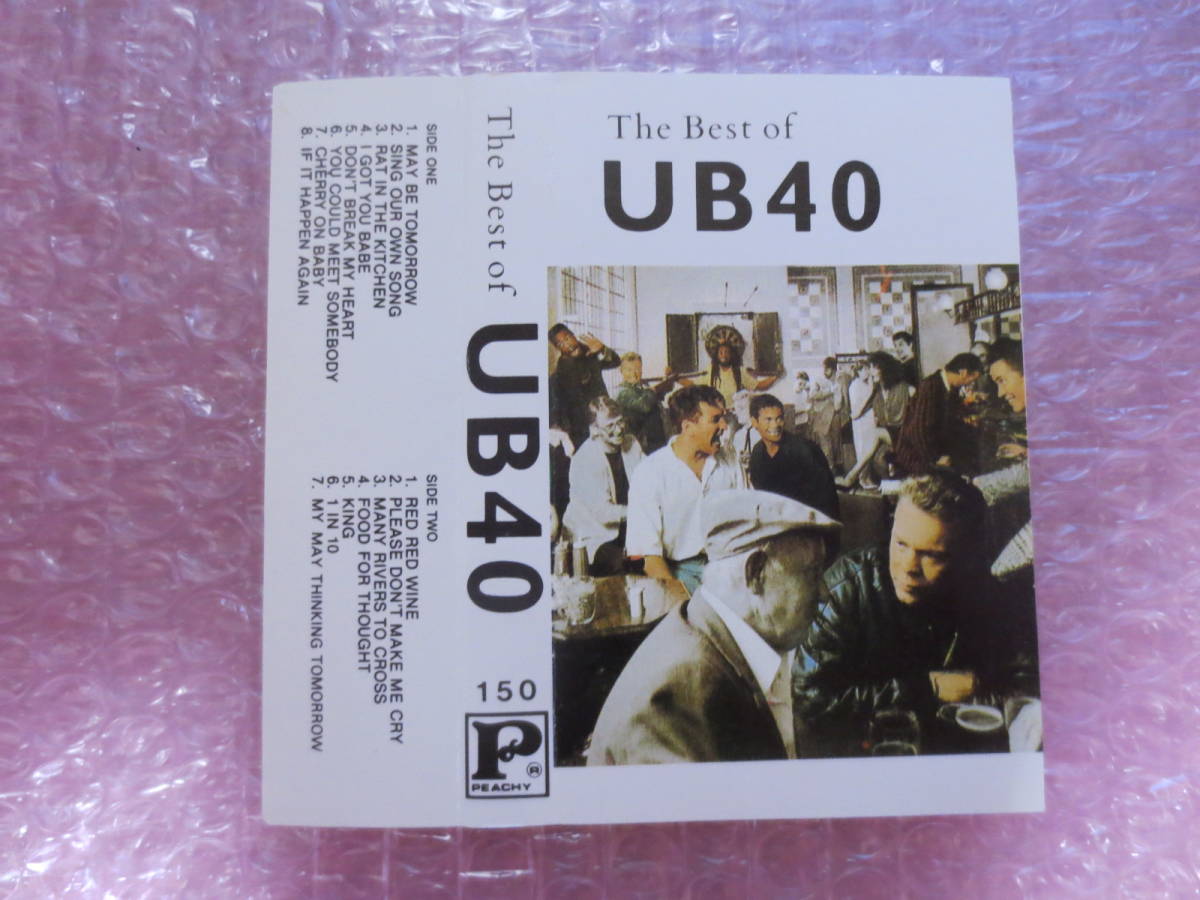 The Best of
UB40
The Best of UB40
150
PEACHY
®
SIDE ONE
1. MAY BE TOMORROW
2. SING OUR OWN SONG
3. RAT IN THE KITCHEN
4. I GOT YOU BABE
5. DON'T BREAK MY HEART
6. YOU COULD MEET SOMEBODY
7. CHERRY ON BABY
8. IF IT HAPPEN AGAIN
SIDE TWO
1. RED RED WINE
2. PLEASE DON'T MAKE ME CRY
3. MANY RIVERS TO CROSS
4. FOOD FOR THOUGHT
5. KING
6. 1 IN 10
7. MY MAY THINKING TOMORROW